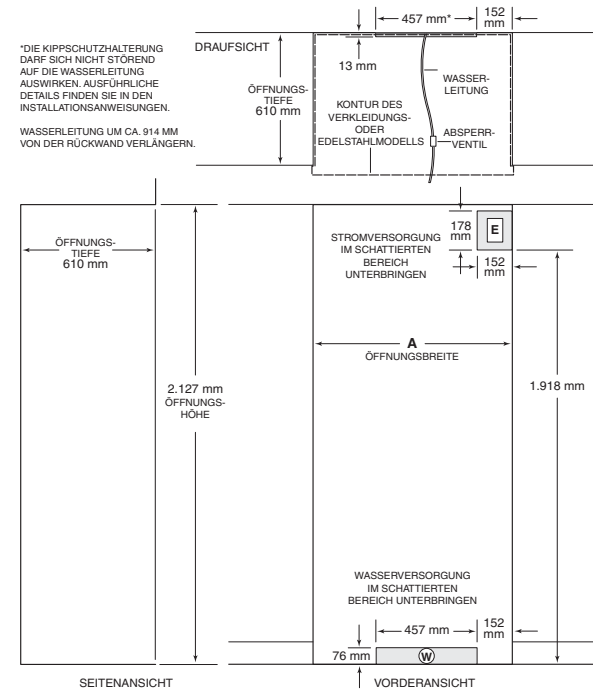 457 mm*
152
mm
*DIE KIPPSCHUTZHALTERUNG
DARF SICH NICHT STÖREND
AUF DIE WASSERLEITUNG
AUSWIRKEN. AUSFÜHRLICHE
DETAILS FINDEN SIE IN DEN
INSTALLATIONSANWEISUNGEN.
WASSERLEITUNG UM CA. 914 MM
VON DER RÜCKWAND VERLÄNGERN.
DRAUFSICHT
13 mm
ÖFFNUNGS-
TIEFE
610 mm
WASSER-
LEITUNG
KONTUR DES
VERKLEIDUNGS-
ODER
EDELSTAHLMODELLS
ABSPERR-
VENTIL
ÖFFNUNGS-
TIEFE
610 mm
STROMVERSORGUNG
IM SCHATTIERTEN
BEREICH
UNTERBRINGEN
178
mm
E
152
mm
A
ÖFFNUNGSBREITE
2.127 mm
ÖFFNUNGS-
HÖHE
1.918 mm
WASSERVERSORGUNG
IM SCHATTIERTEN
BEREICH UNTERBRINGEN
457 mm
152
mm
76 mm
W
SEITENANSICHT
VORDERANSICHT